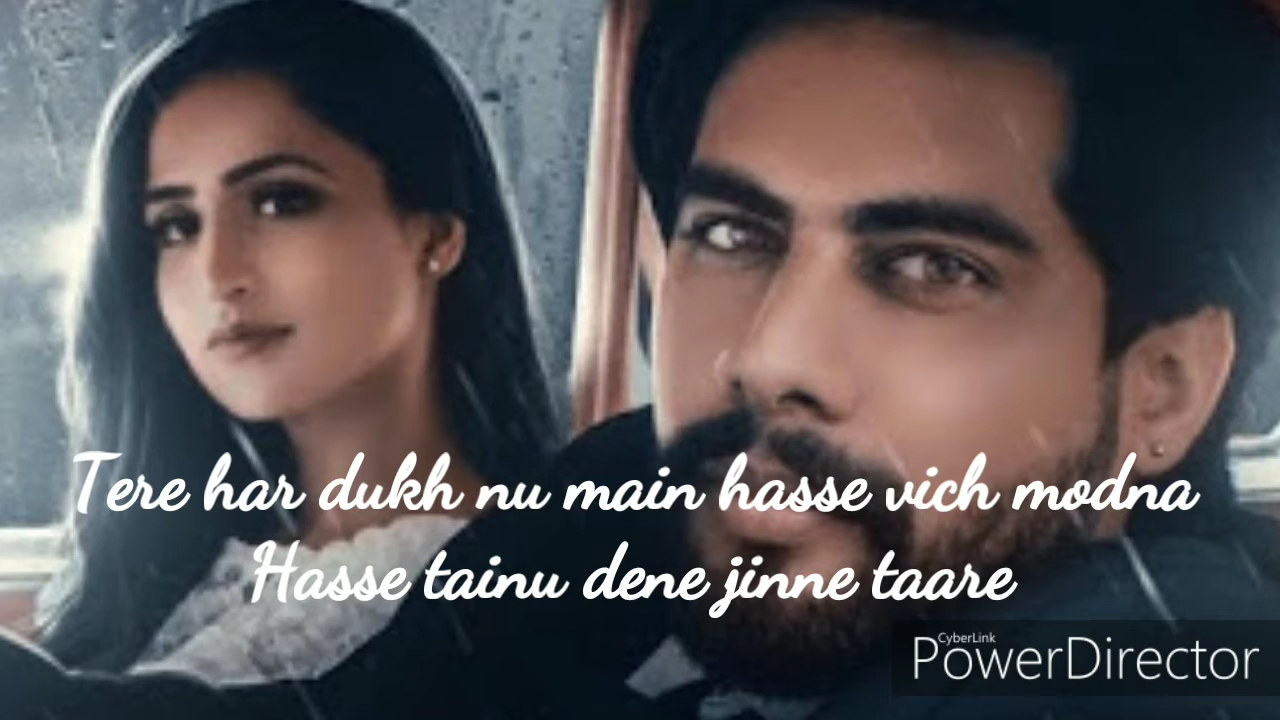 Tere har dukh nu main hasse vich modna
Hasse tainu dene jinne taare
CyberLink
PowerDirector